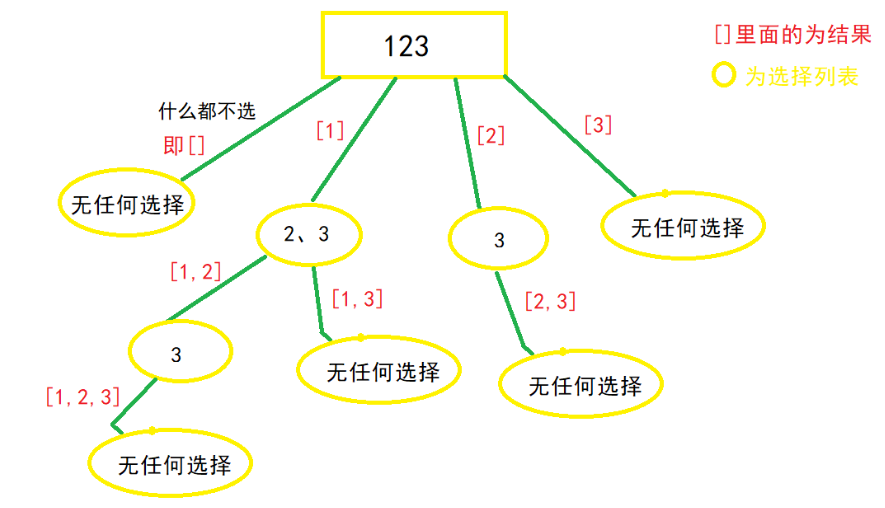 123
[]里面的为结果
为选择列表
什么都不选
即[]
[1]
[2]
[3]
无任何选择
2、3
3
无任何选择
[1,2]
[1,3]
[2,3]
3
无任何选择
无任何选择
[1,2,3]
无任何选择